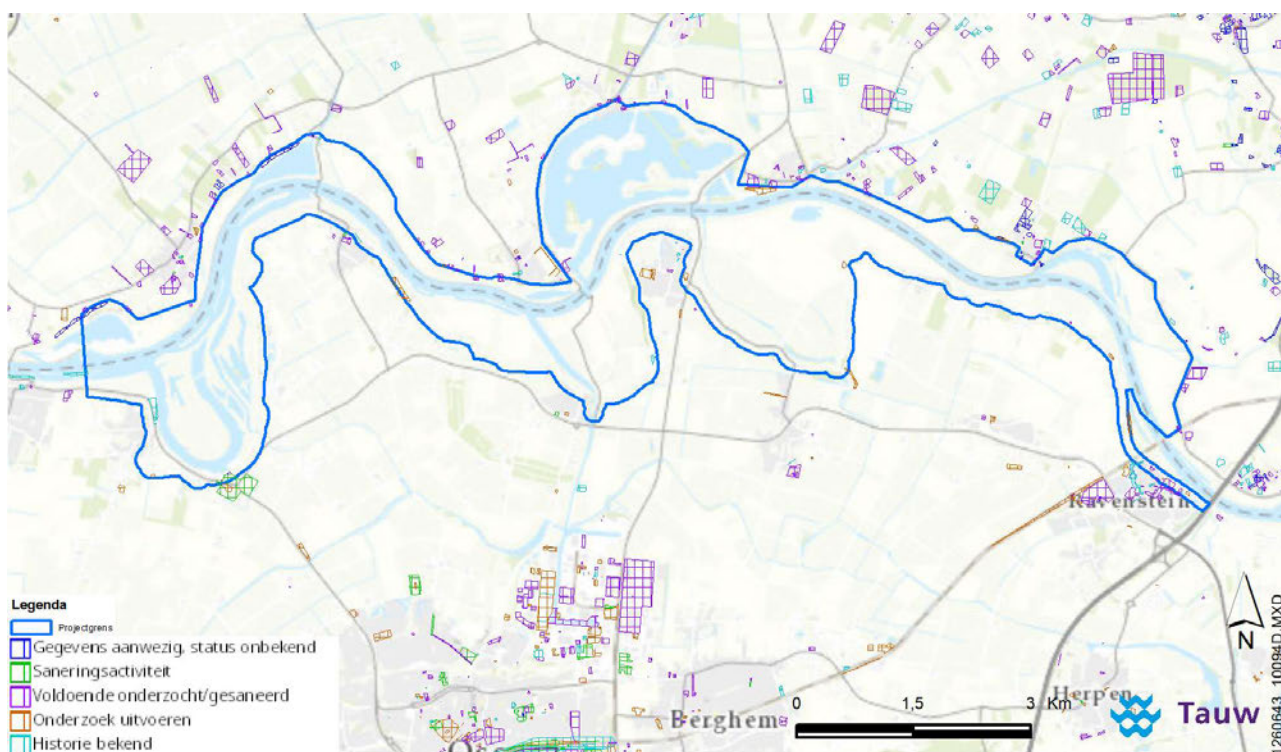 Ravenstein
Legenda
Projectgrens
Gegevens aanwezig, status onbekend
Saneringsactiviteit
Voldoende onderzocht/gesaneerd
Onderzoek uitvoeren
Historie bekend
Berghem
0 1,5 3 Km
Herpen
N
Tauw